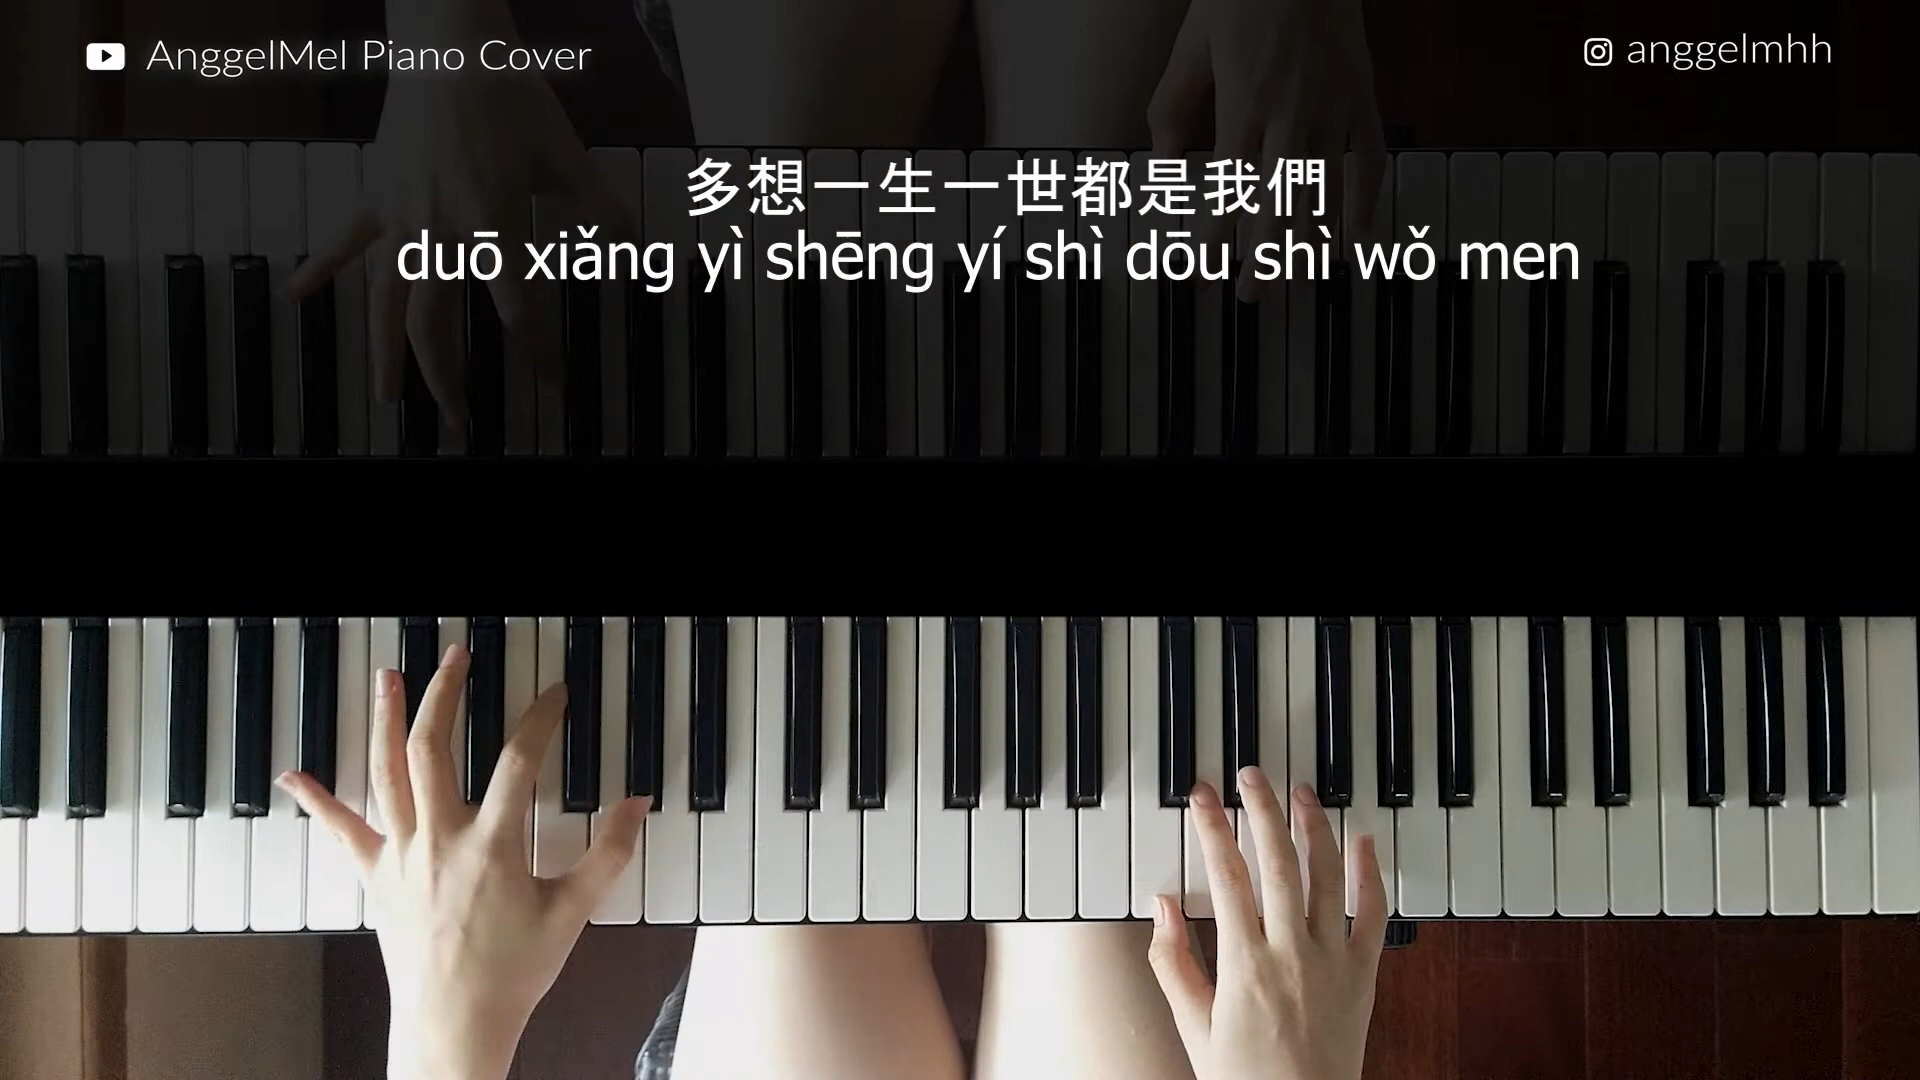 AnggelMel Piano Cover
anggelmhh
多想一生一世都是我們
duō xiǎng yì shēng yí shì dōu shì wǒ men